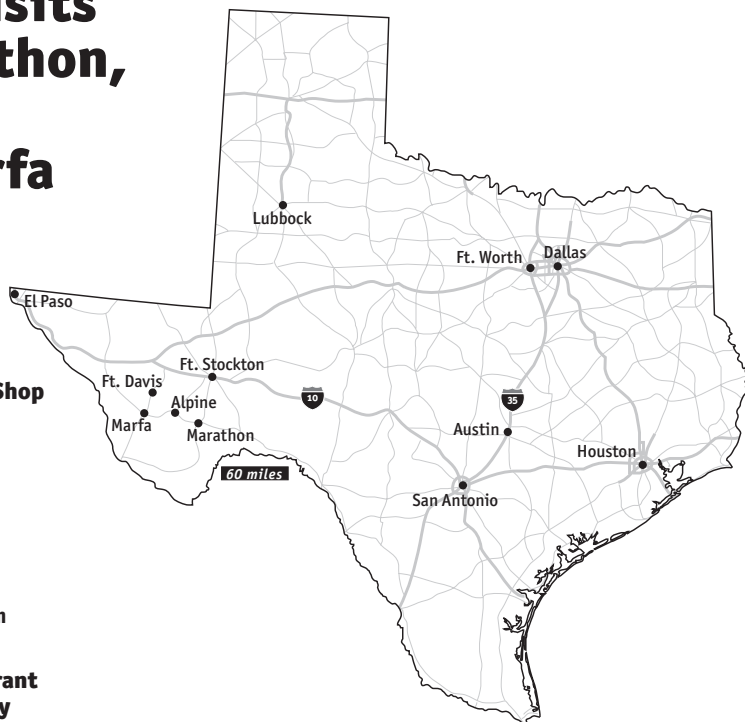 sits
thon,
rfa
Shop
n
rant
y
Lubbock
Ft. Worth
Dallas
El Paso
Ft. Stockton
Ft. Davis
Alpine
Marfa
Marathon
10
35
Austin
Houston
60 miles
San Antonio